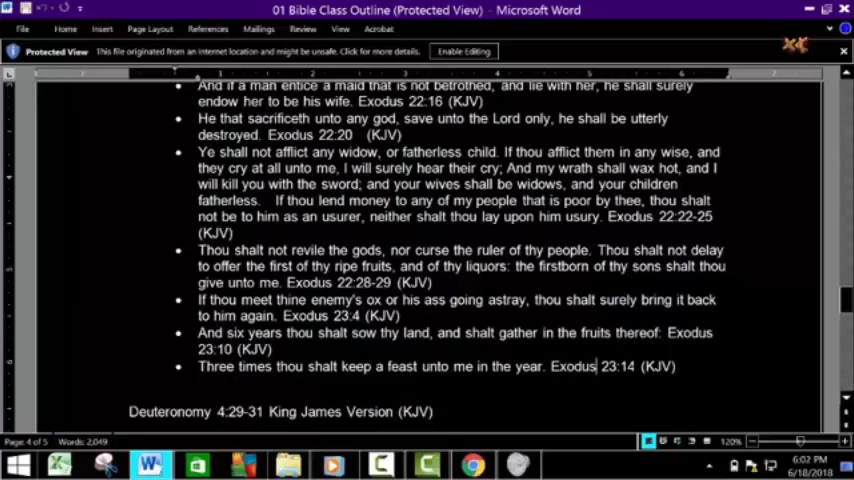 01 Bible Class Outline (Protected View) - Microsoft Word
File Home Insert Page Layout References Mailings Review View Acrobat
Protected View This file originated from an Internet location and might be unsafe. Click for more details. Enable Editing
And if a man entice a maid that is not betrothed, and lie with her, he shall surely
endow her to be his wife. Exodus 22:16 (KJV)
He that sacrificeth unto any god, save unto the Lord only, he shall be utterly
destroyed. Exodus 22:20 (KJV)
Ye shall not afflict any widow, or fatherless child. If thou afflict them in any wise, and
they cry at all unto me, I will surely hear their cry; And my wrath shall wax hot, and I
will kill you with the sword; and your wives shall be widows, and your children
fatherless. If thou lend money to any of my people that is poor by thee, thou shalt
not be to him as an usurer, neither shalt thou lay upon him usury. Exodus 22:22-25
(KJV)
Thou shalt not revile the gods, nor curse the ruler of thy people. Thou shalt not delay
to offer the first of thy ripe fruits, and of thy liquors: the firstborn of thy sons shalt thou
give unto me. Exodus 22:28-29 (KJV)
If thou meet thine enemy's ox or his ass going astray, thou shalt surely bring it back
to him again. Exodus 23:4 (KJV)
And six years thou shalt sow thy land, and shalt gather in the fruits thereof: Exodus
23:10 (KJV)
Three times thou shalt keep a feast unto me in the year. Exodus 23:14 (KJV)
Deuteronomy 4:29-31 King James Version (KJV)
Page: 4 of 5 Words: 2,049 120%
6:02 PM
6/18/2018